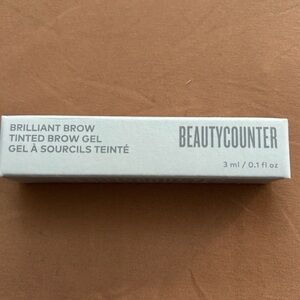 BRILLIANT BROW
TINTED BROW GEL
GEL À SOURCILS TEINTÉ
BEAUTYCOUNTER
3 ml / 0.1 fl oz